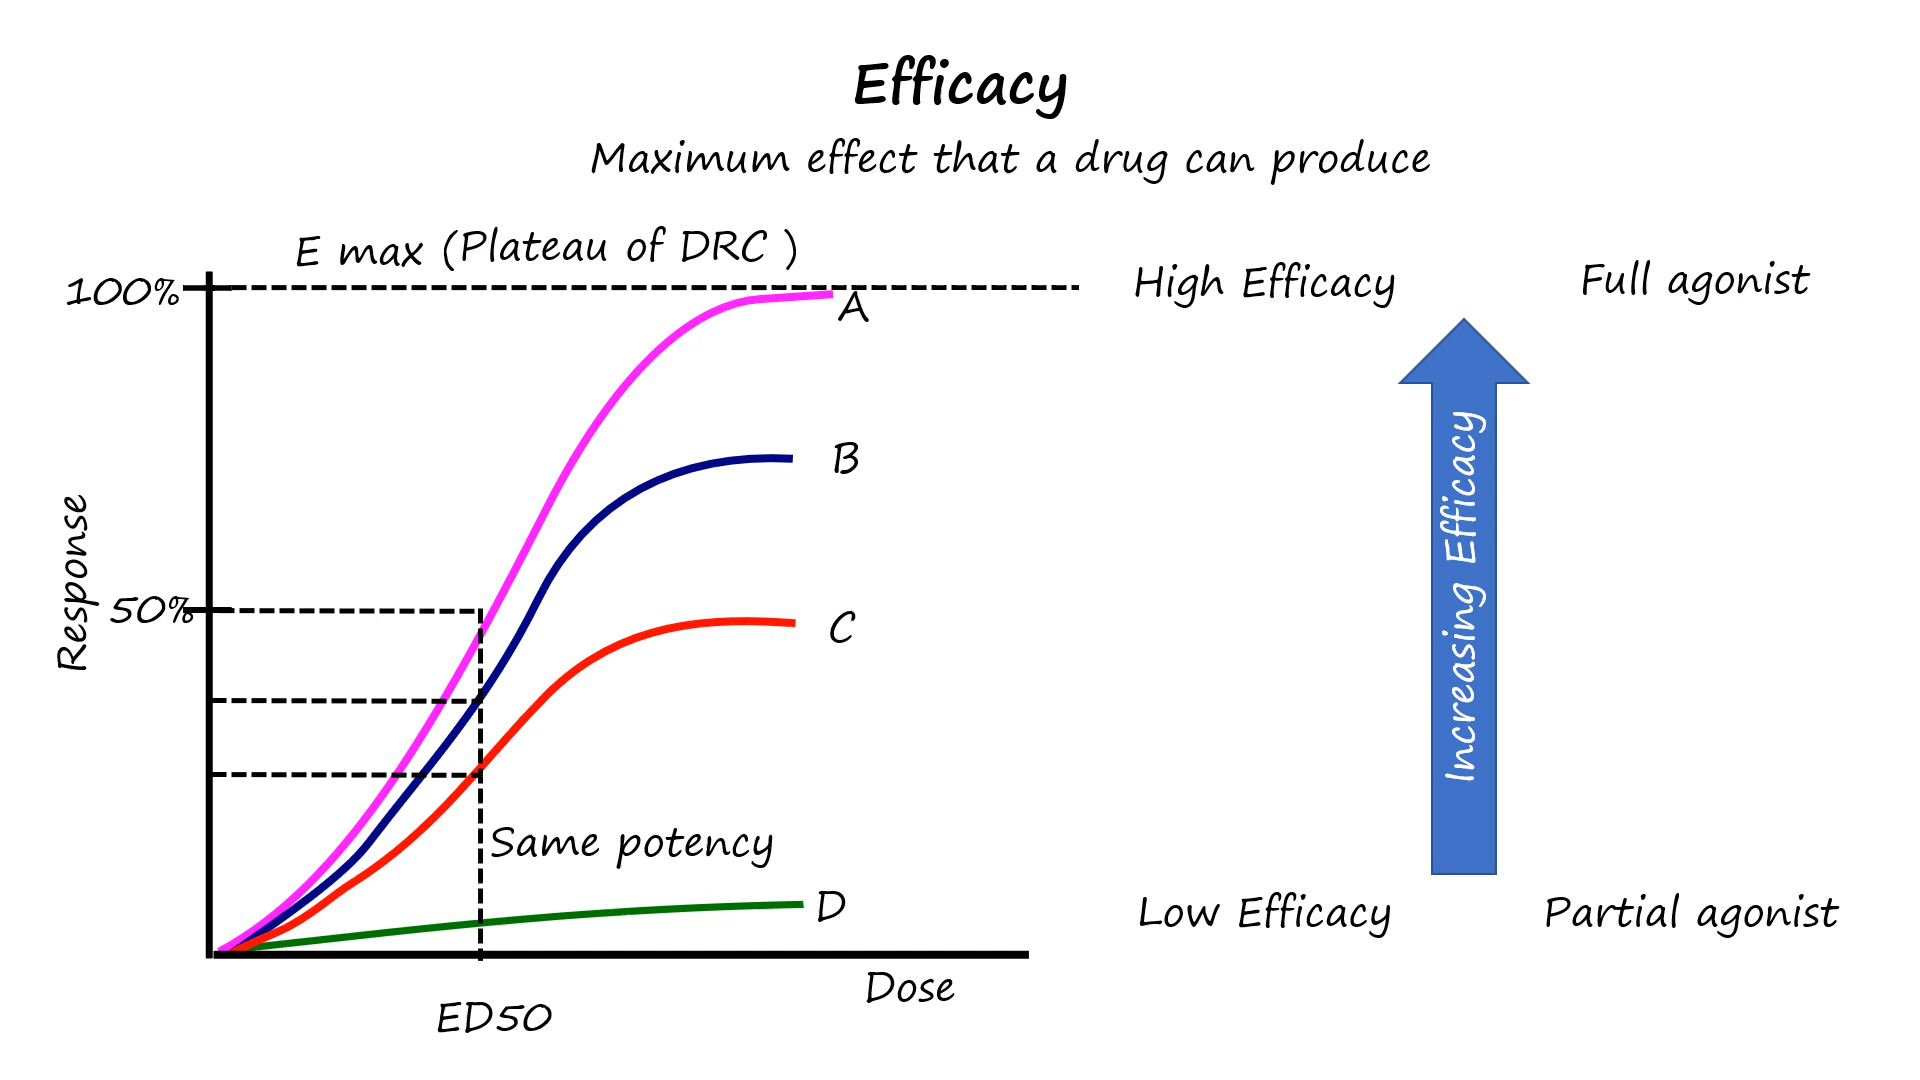 Efficacy
Maximum effect that a drug can produce
E max (Plateau of DRC )
100%
A
High Efficacy
Full agonist
B
Response
50%
C
Increasing Efficacy
Same potency
D
Low Efficacy
Partial agonist
Dose
ED50